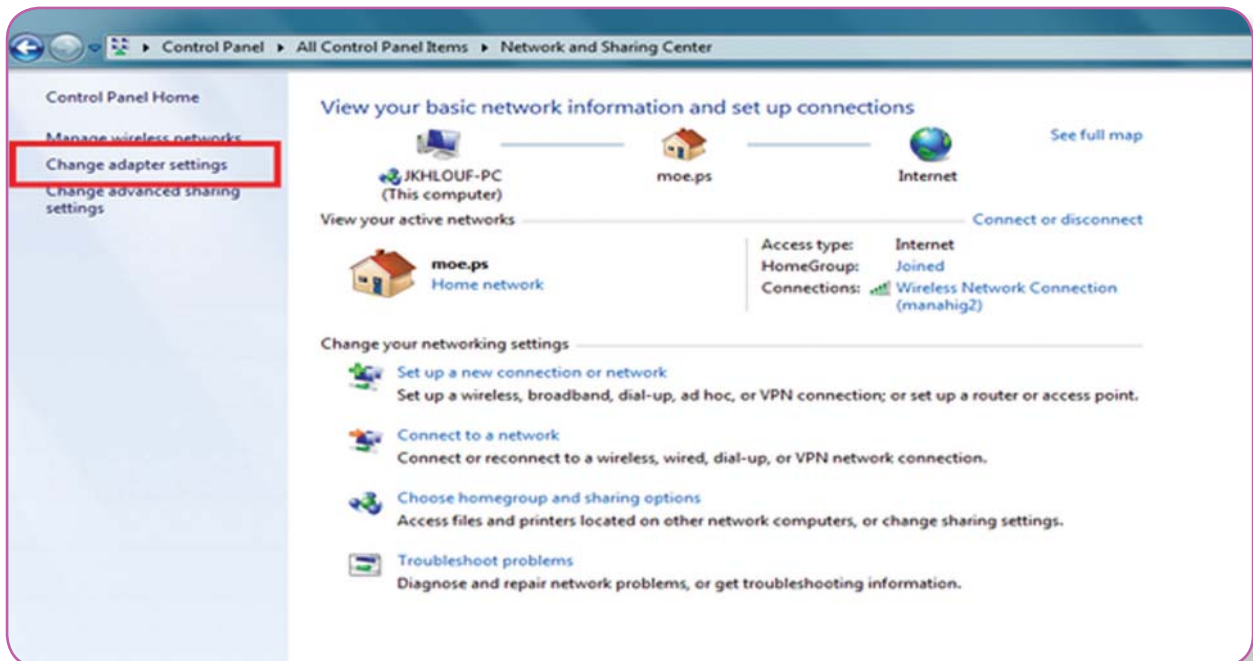 Control Panel ▸ All Control Panel Items ▸ Network and Sharing Center
Control Panel Home
Manage wireless networks
Change adapter settings
Change advanced sharing
settings
View your basic network information and set up connections
See full map
JKHLOUF-PC
(This computer)
moe.ps
Internet
View your active networks
Connect or disconnect
moe.ps
Home network
Access type: Internet
HomeGroup: Joined
Connections: Wireless Network Connection
(manahig2)
Change your networking settings
Set up a new connection or network
Set up a wireless, broadband, dial-up, ad hoc, or VPN connection; or set up a router or access point.
Connect to a network
Connect or reconnect to a wireless, wired, dial-up, or VPN network connection.
Choose homegroup and sharing options
Access files and printers located on other network computers, or change sharing settings.
Troubleshoot problems
Diagnose and repair network problems, or get troubleshooting information.